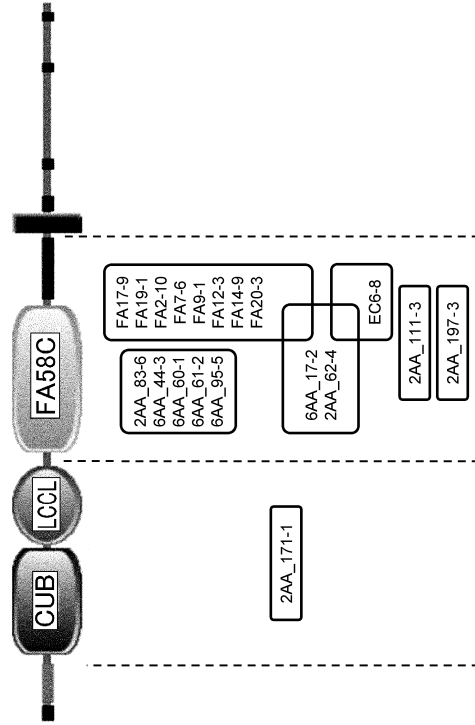 CUB
LCCL
FA58C
2AA_171-1
2AA_83-6
6AA_44-3
6AA_60-1
6AA_61-2
6AA_95-5
FA17-9
FA19-1
FA2-10
FA7-6
FA9-1
FA12-3
FA14-9
FA20-3
6AA_17-2
2AA_62-4
EC6-8
2AA_111-3
2AA_197-3